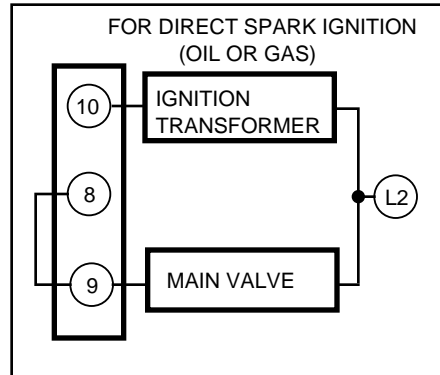 FOR DIRECT SPARK IGNITION
(OIL OR GAS)
10
IGNITION
TRANSFORMER
8
L2
9
MAIN VALVE